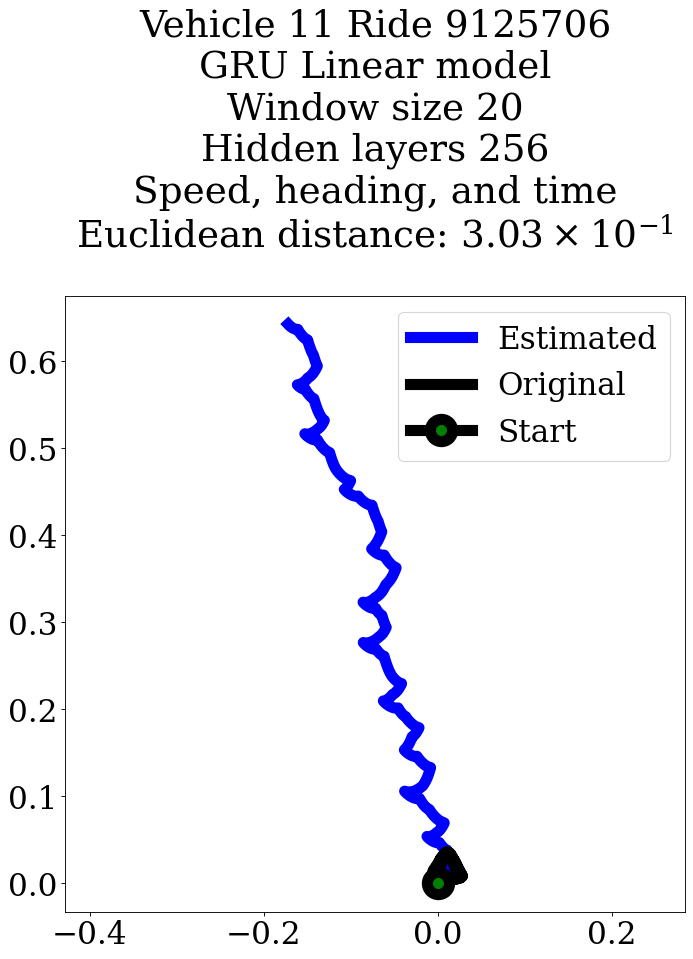 Vehicle 11 Ride 9125706
GRU Linear model
Window size 20
Hidden layers 256
Speed, heading, and time
Euclidean distance: 3.03 × 10⁻¹
Estimated
Original
Start
0.6
0.5
0.4
0.3
0.2
0.1
0.0
−0.4 −0.2 0.0 0.2